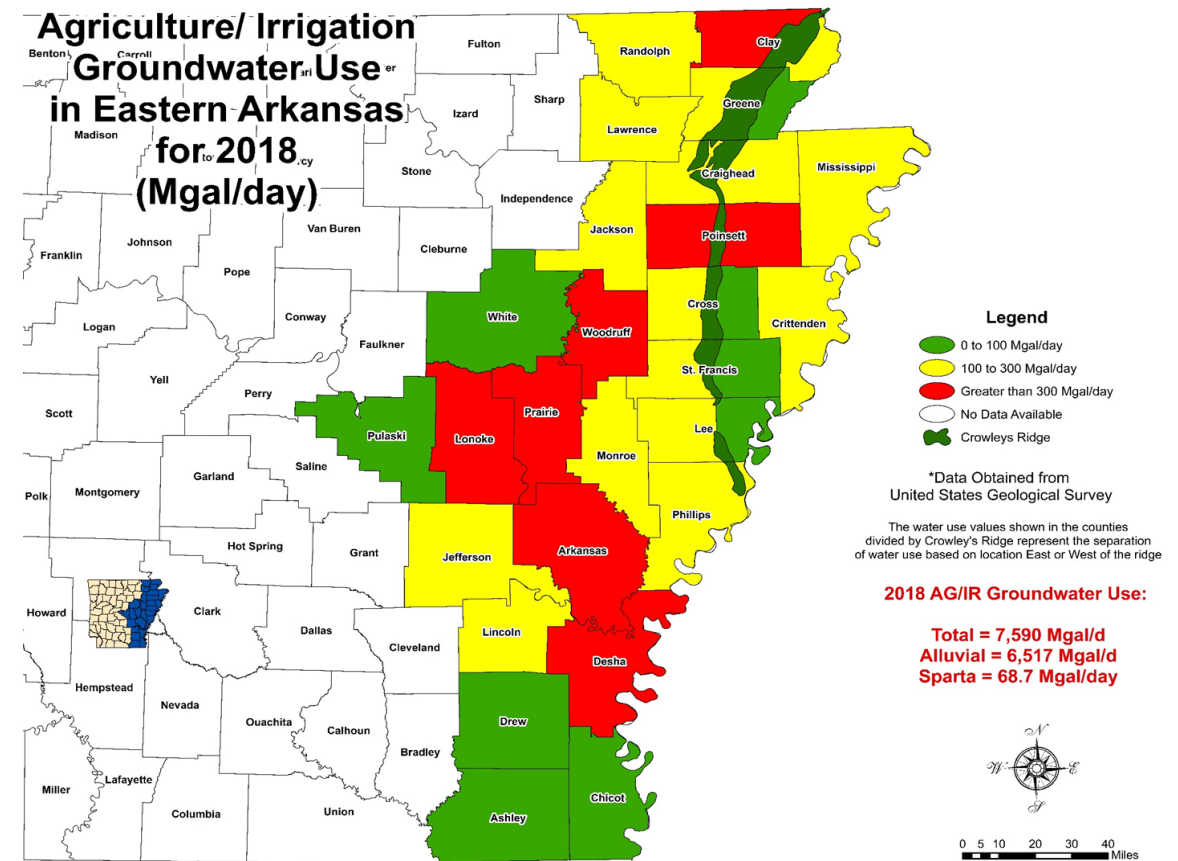 Agriculture/ Irrigation
Groundwater Use
in Eastern Arkansas
for 2018
(Mgal/day)
Benton
Carroll
Fulton
Randolph
Clay
Madison
Izard
Sharp
Lawrence
Greene
Stone
Independence
Craighead
Mississippi
Franklin
Johnson
Van Buren
Cleburne
Jackson
Poinsett
Pope
Logan
Conway
Faulkner
White
Woodruff
Cross
Crittenden
Scott
Yell
Perry
Pulaski
Lonoke
Prairie
St. Francis
Lee
Monroe
Polk
Montgomery
Garland
Saline
Phillips
Hot Spring
Grant
Jefferson
Arkansas
Howard
Clark
Dallas
Cleveland
Lincoln
Desha
Hempstead
Nevada
Ouachita
Calhoun
Bradley
Drew
Miller
Lafayette
Columbia
Union
Ashley
Chicot
Legend
0 to 100 Mgal/day
100 to 300 Mgal/day
Greater than 300 Mgal/day
No Data Available
Crowleys Ridge
*Data Obtained from
United States Geological Survey
The water use values shown in the counties
divided by Crowley's Ridge represent the separation
of water use based on location East or West of the ridge
2018 AG/IR Groundwater Use:
Total = 7,590 Mgal/d
Alluvial = 6,517 Mgal/d
Sparta = 68.7 Mgal/day
N
W E
S
0 5 10 20 30 40
Miles